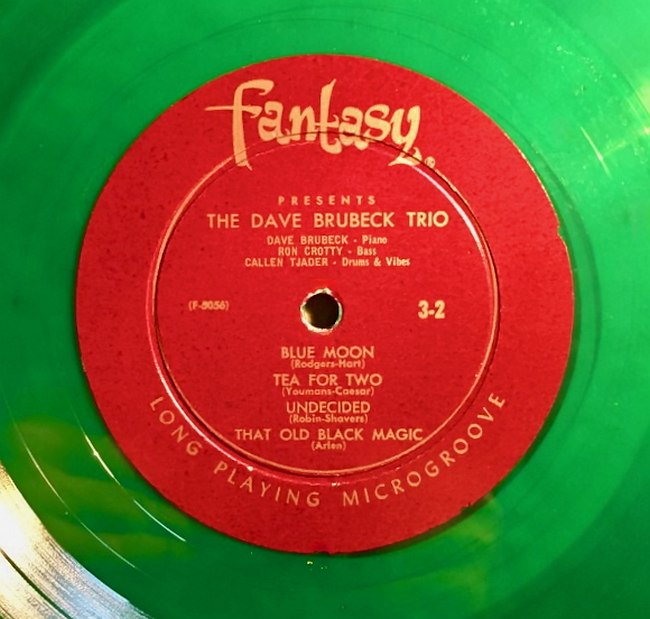 Fantasy
PRESENTS
THE DAVE BRUBECK TRIO
DAVE BRUBECK - Piano
RON CROTTY - Bass
CALLEN TJADER - Drums & Vibes
(F-8056) 3-2
BLUE MOON
(Rodgers-Hart)
TEA FOR TWO
(Youmans-Caesar)
UNDECIDED
(Robin-Shavers)
THAT OLD BLACK MAGIC
(Arlen)
LONG PLAYING MICROGROOVE